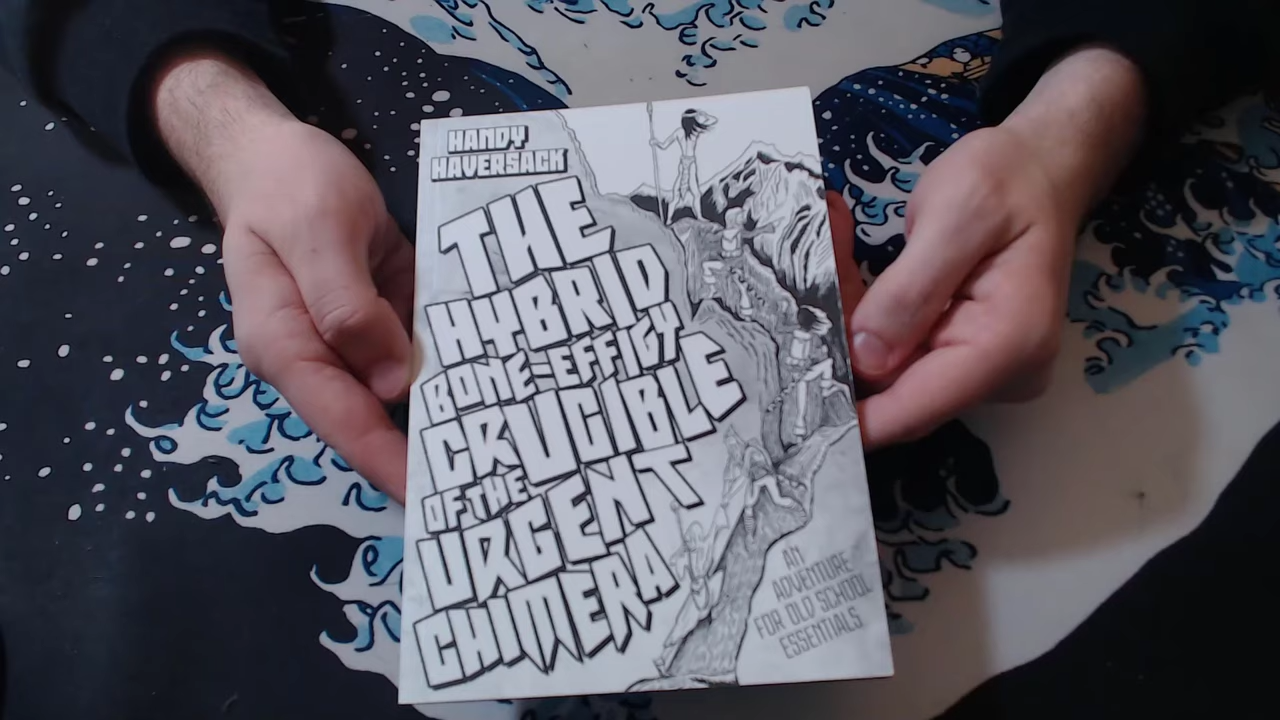 HANDY
HAVERSACK
THE
HYBRID
BONE-EFFIGY
CRUCIBLE
OF THE
URGENT
CHIMERA
AN
ADVENTURE
FOR OLD SCHOOL
ESSENTIALS